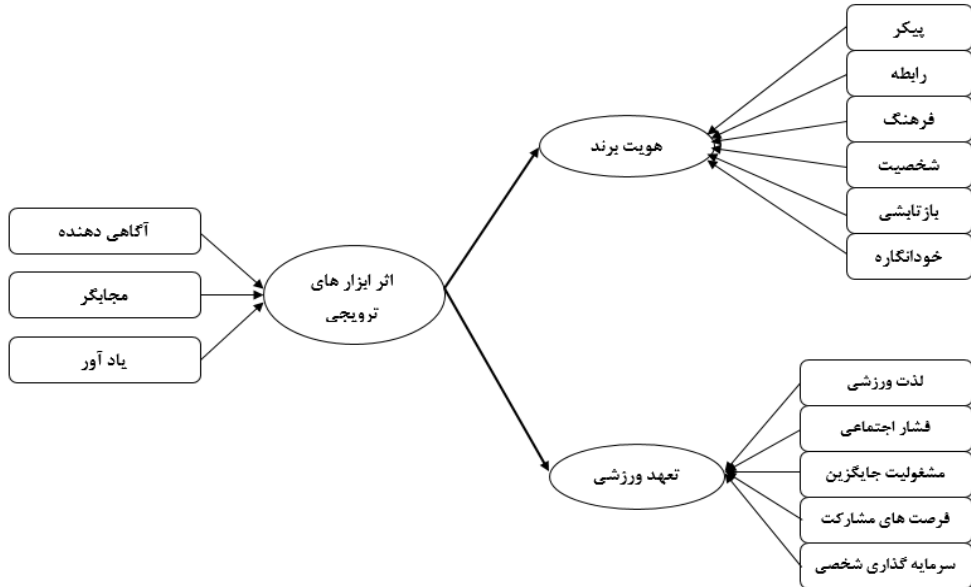 پیکر
رابطه
فرهنگ
شخصیت
بازتابشی
خودانگاره
هویت برند
آگاهی دهنده
مجابگر
یاد آور
اثر ابزار های
ترویجی
لذت ورزشی
فشار اجتماعی
مشغولیت جایگزین
فرصت های مشارکت
سرمایه گذاری شخصی
تعهد ورزشی